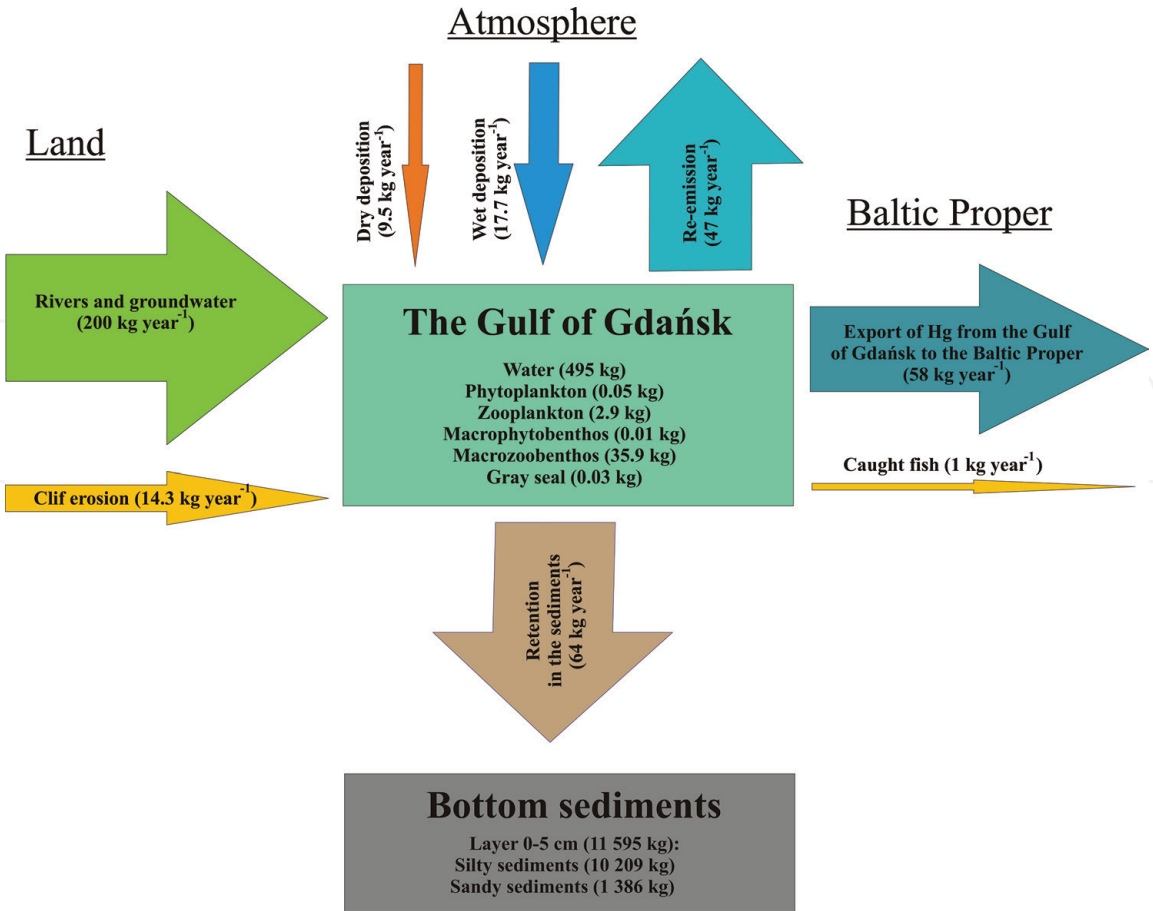 Atmosphere
Land
Dry deposition
(9.5 kg year⁻¹)
Wet deposition
(17.7 kg year⁻¹)
Re-emission
(47 kg year⁻¹)
Baltic Proper
Rivers and groundwater
(200 kg year⁻¹)
The Gulf of Gdańsk
Water (495 kg)
Phytoplankton (0.05 kg)
Zooplankton (2.9 kg)
Macrophytobenthos (0.01 kg)
Macrozoobenthos (35.9 kg)
Gray seal (0.03 kg)
Export of Hg from the Gulf
of Gdańsk to the Baltic Proper
(58 kg year⁻¹)
Caught fish (1 kg year⁻¹)
Clif erosion (14.3 kg year⁻¹)
Retention
in the sediments
(64 kg year⁻¹)
Bottom sediments
Layer 0-5 cm (11 595 kg):
Silty sediments (10 209 kg)
Sandy sediments (1 386 kg)